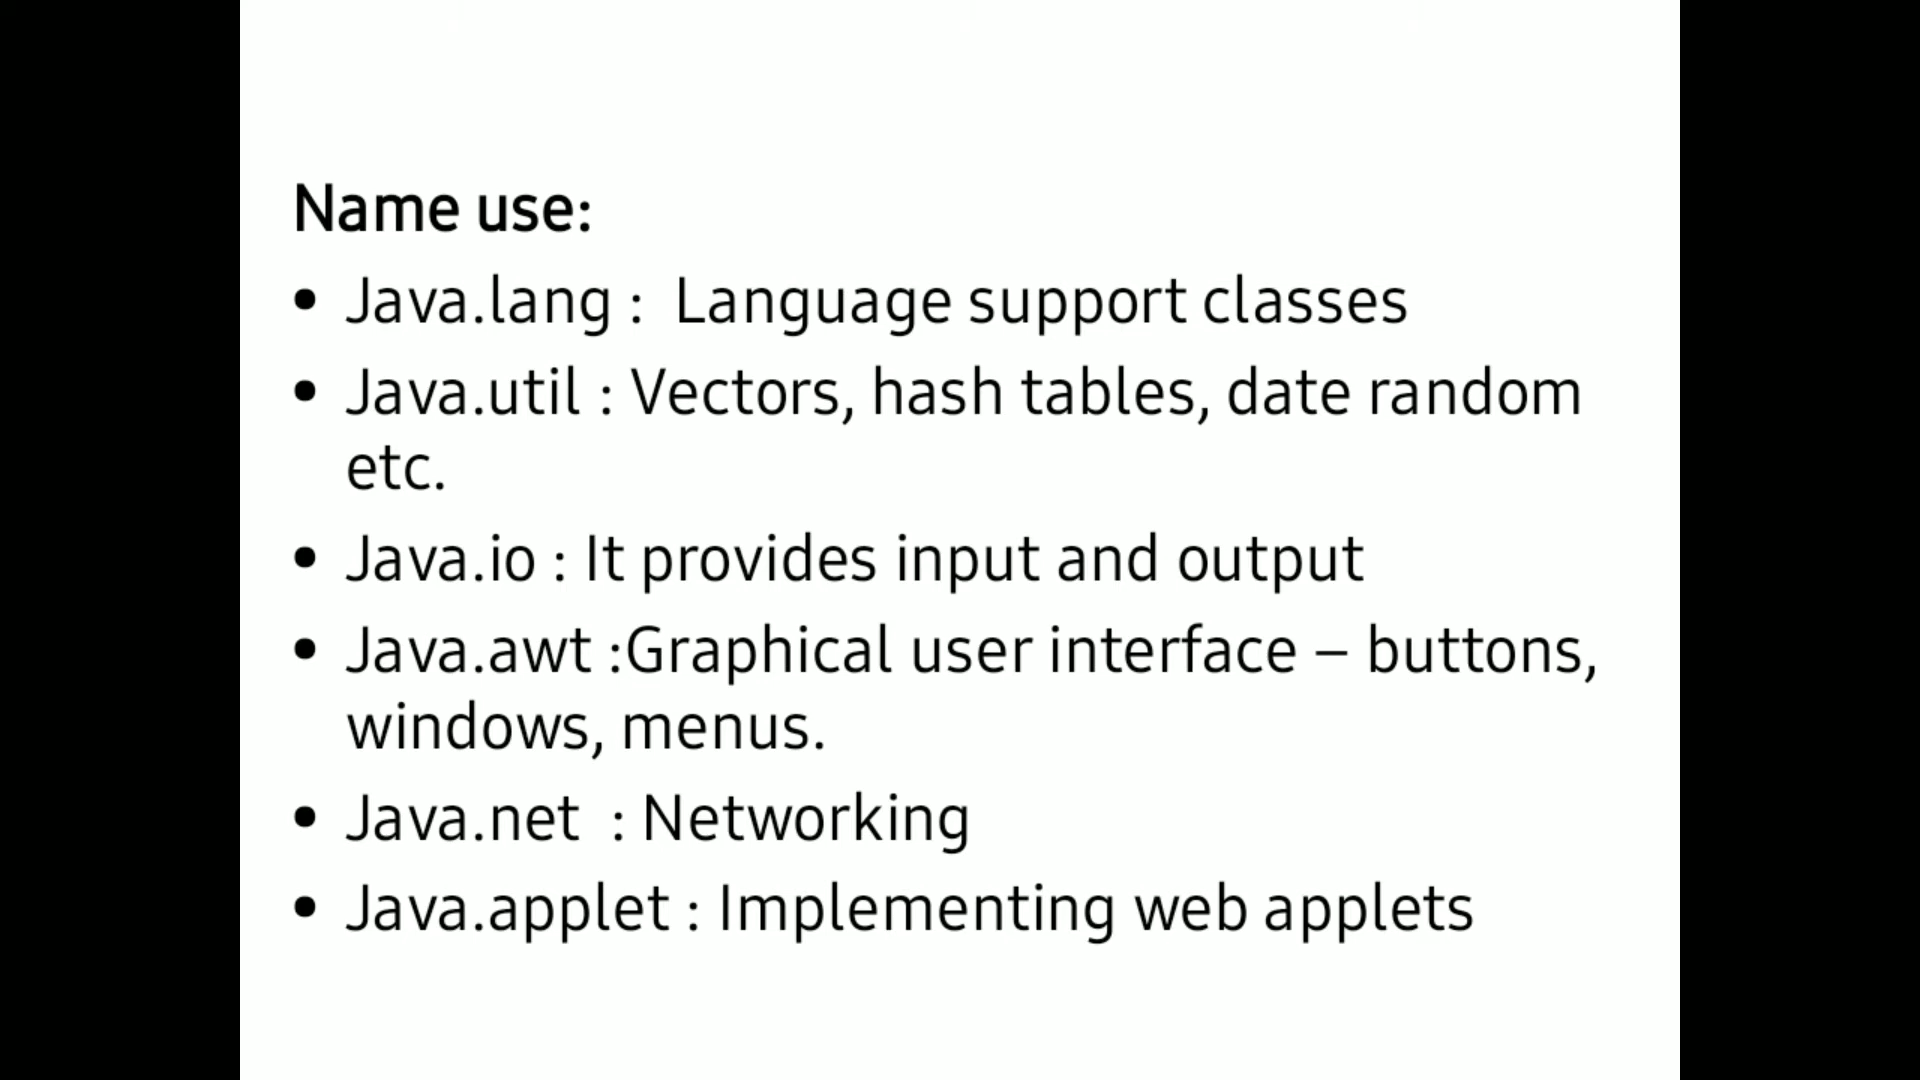 Name use:
• Java.lang :  Language support classes
• Java.util : Vectors, hash tables, date random
etc.
• Java.io : It provides input and output
• Java.awt :Graphical user interface – buttons,
windows, menus.
• Java.net  : Networking
• Java.applet : Implementing web applets